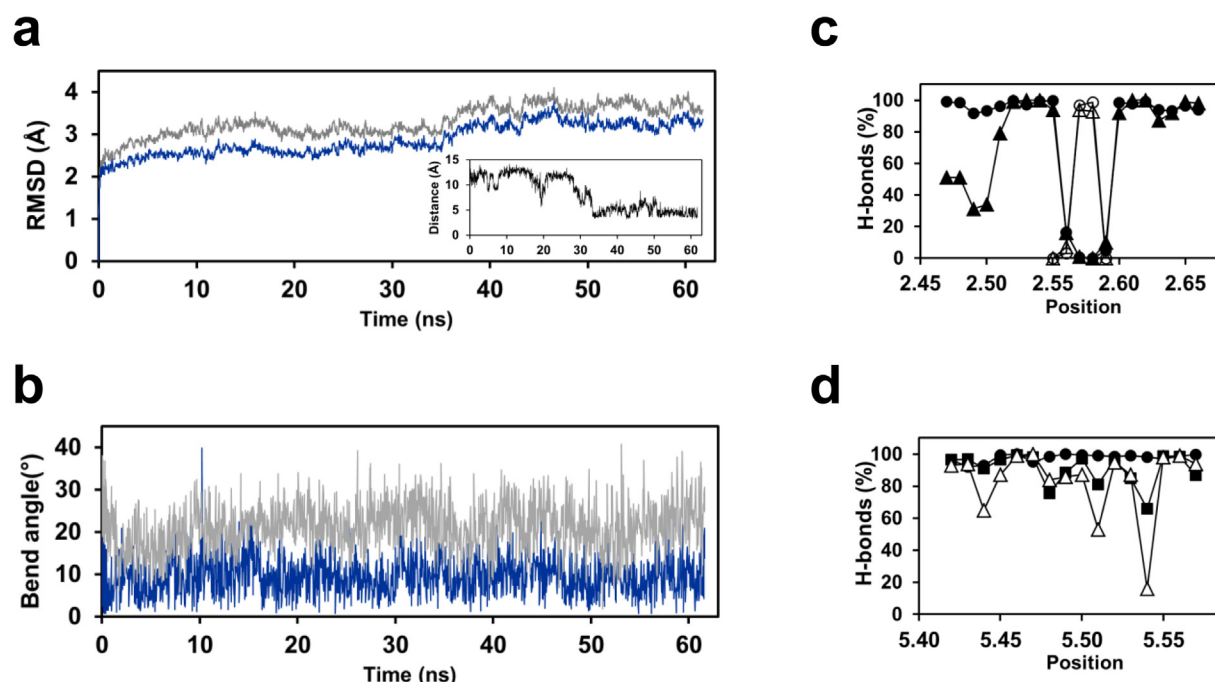 a
RMSD (Å)
4
3
2
1
0
0 10 20 30 40 50 60
Time (ns)
Distance (Å)
15
10
5
0
0 10 20 30 40 50 60
b
Bend angle(°)
40
30
20
10
0
0 10 20 30 40 50 60
Time (ns)
c
H-bonds (%)
100
80
60
40
20
0
2.45 2.50 2.55 2.60 2.65
Position
d
H-bonds (%)
100
80
60
40
20
0
5.40 5.45 5.50 5.55
Position